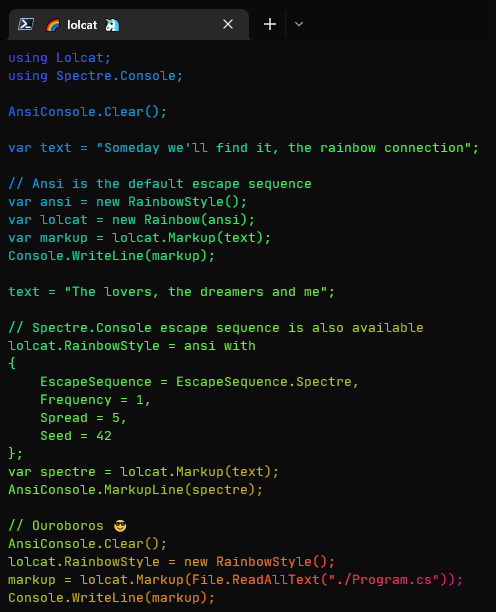 🌈 lolcat 🦄
using Lolcat;
using Spectre.Console;

AnsiConsole.Clear();

var text = "Someday we'll find it, the rainbow connection";

// Ansi is the default escape sequence
var ansi = new RainbowStyle();
var lolcat = new Rainbow(ansi);
var markup = lolcat.Markup(text);
Console.WriteLine(markup);

text = "The lovers, the dreamers and me";

// Spectre.Console escape sequence is also available
lolcat.RainbowStyle = ansi with
{
    EscapeSequence = EscapeSequence.Spectre,
    Frequency = 1,
    Spread = 5,
    Seed = 42
};
var spectre = lolcat.Markup(text);
AnsiConsole.MarkupLine(spectre);

// Ouroboros 😎
AnsiConsole.Clear();
lolcat.RainbowStyle = new RainbowStyle();
markup = lolcat.Markup(File.ReadAllText("./Program.cs"));
Console.WriteLine(markup);